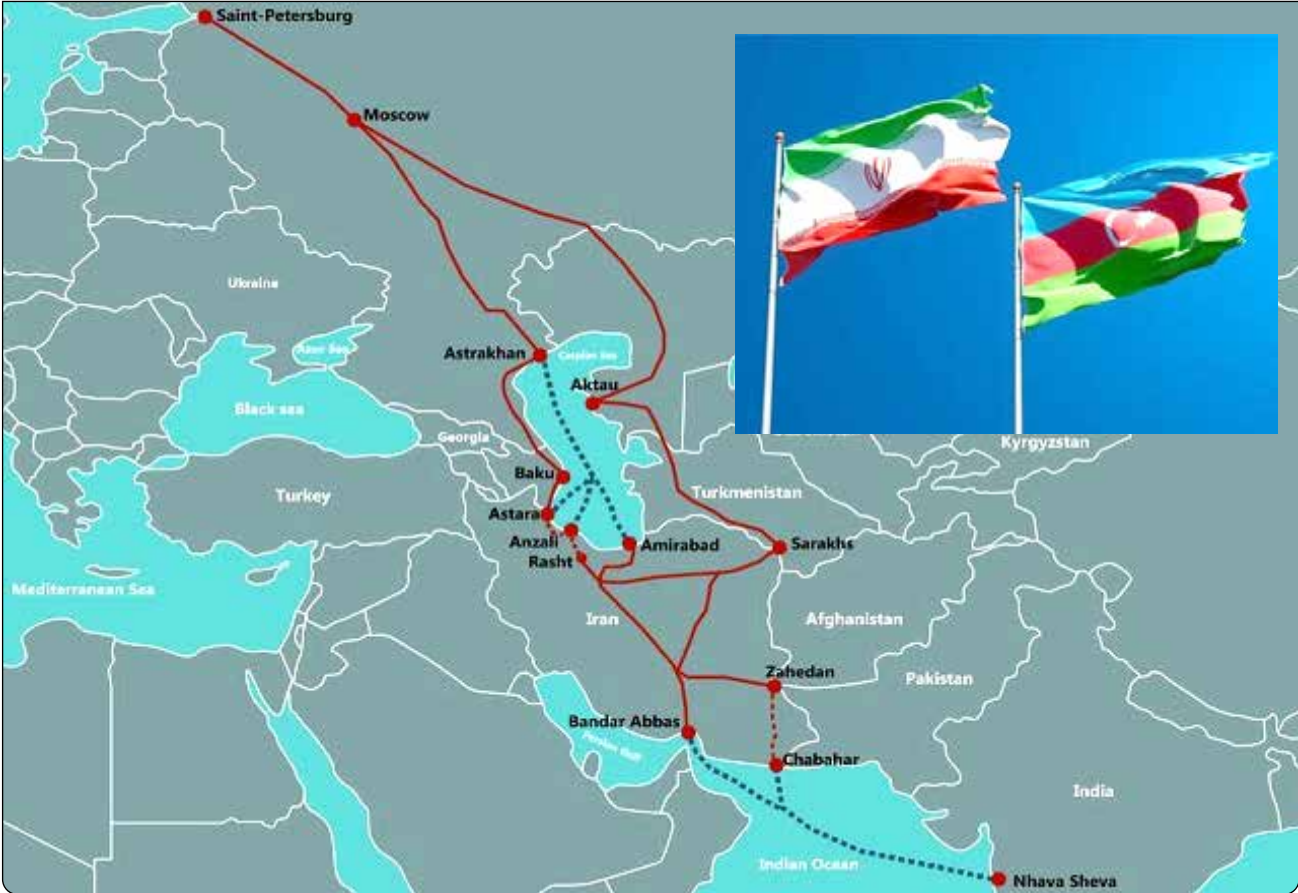 Saint-Petersburg
Moscow
Ukraine
Azov Sea
Astrakhan
Caspian Sea
Aktau
Black sea
Georgia
Kyrgyzstan
Baku
Turkmenistan
Turkey
Astara
Anzali
Amirabad
Sarakhs
Rasht
Mediterranean Sea
Iran
Afghanistan
Zahedan
Pakistan
Bandar Abbas
Persian Gulf
Chabahar
India
Indian Ocean
Nhava Sheva